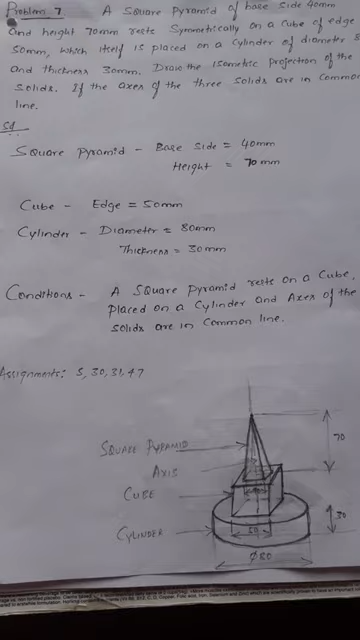 Problem 7. A Square Pyramid of base side 40mm
and height 70mm rests Symmetrically on a Cube of edge
50mm, which itself is placed on a Cylinder of diameter 8
and thickness 30mm. Draw the isometric projection of the
solids. If the axes of the three solids are in Common
line.
Sol
Square Pyramid - Base side = 40mm
Height = 70mm
Cube - Edge = 50mm
Cylinder - Diameter = 80mm
Thickness = 30mm
Conditions - A Square Pyramid rests on a Cube,
placed on a Cylinder and Axes of the
solids are in Common line.
Assignments: 5, 30, 31, 47
SQUARE PYRAMID
70
AXIS
CUBE
50
30
CYLINDER
Ø80